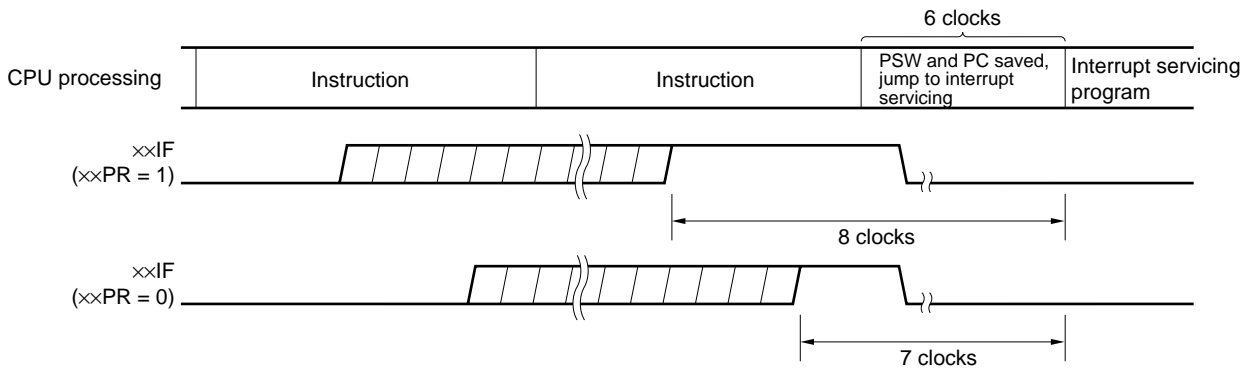 6 clocks
CPU processing
Instruction
Instruction
PSW and PC saved,
jump to interrupt
servicing
Interrupt servicing
program
××IF
(××PR = 1)
8 clocks
××IF
(××PR = 0)
7 clocks